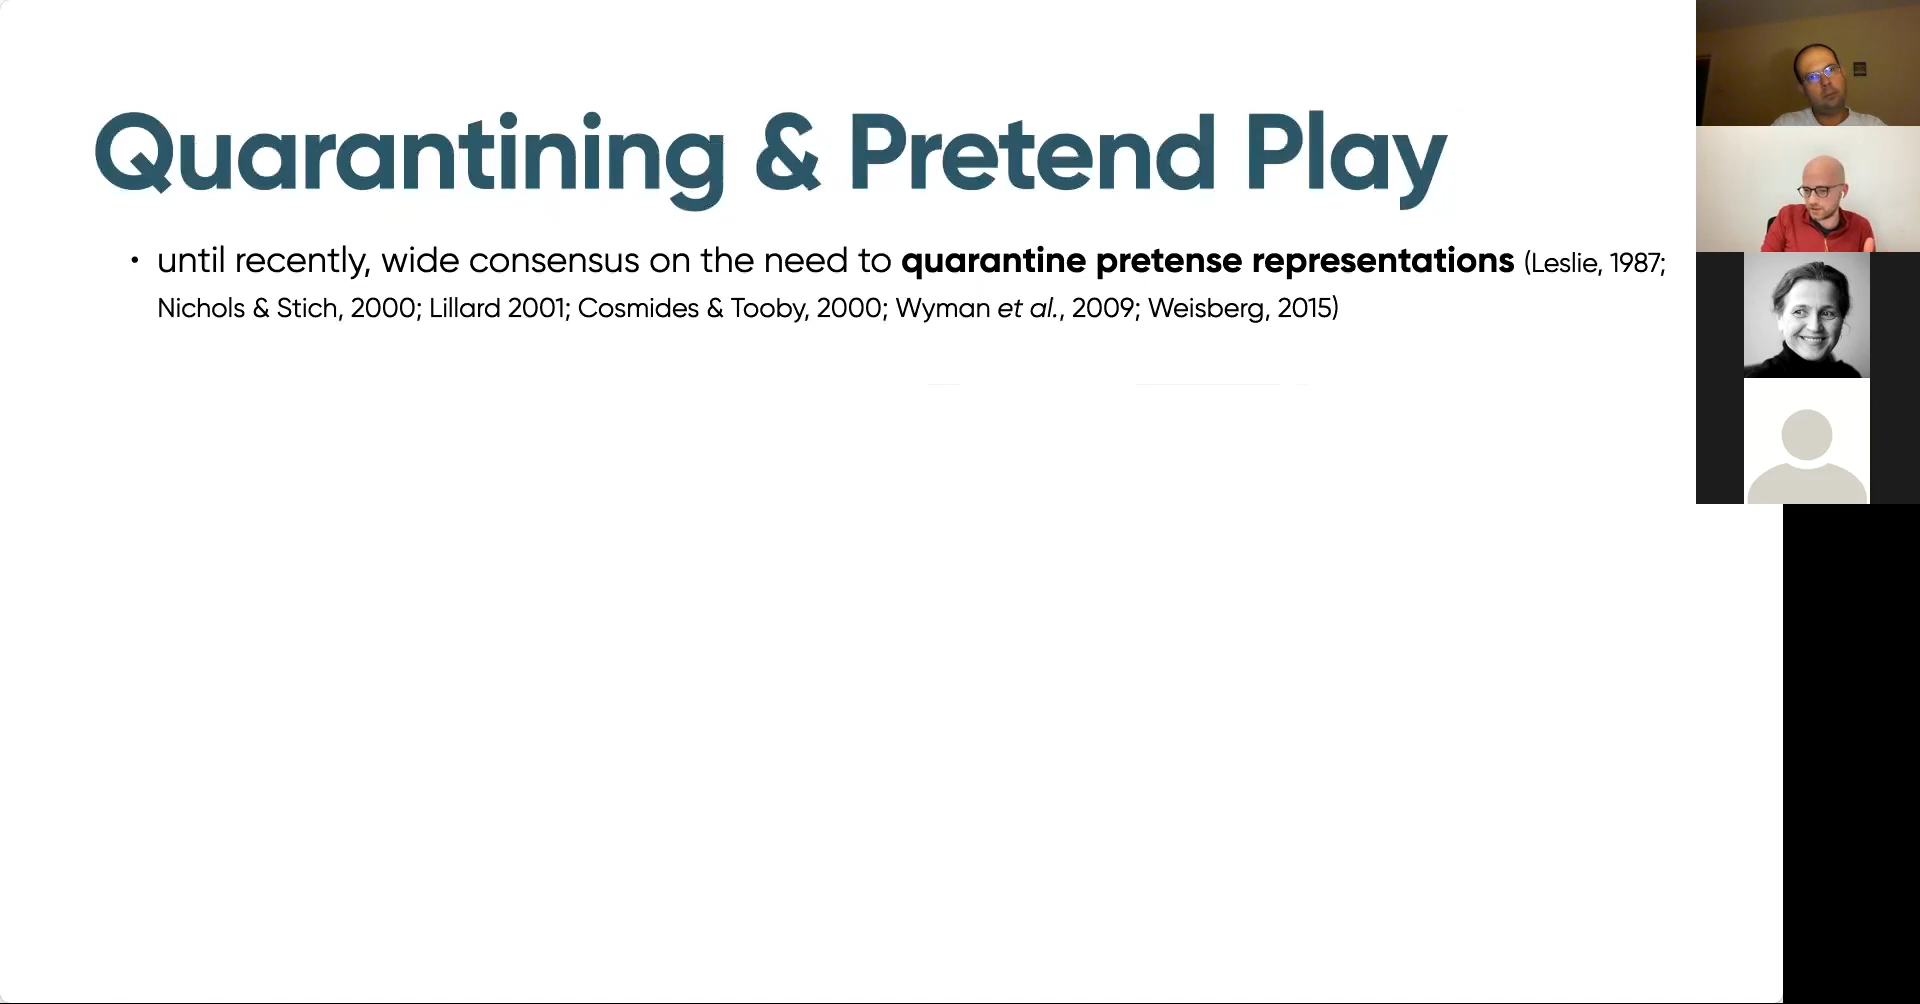 Quarantining & Pretend Play
• until recently, wide consensus on the need to quarantine pretense representations (Leslie, 1987;
Nichols & Stich, 2000; Lillard 2001; Cosmides & Tooby, 2000; Wyman et al., 2009; Weisberg, 2015)